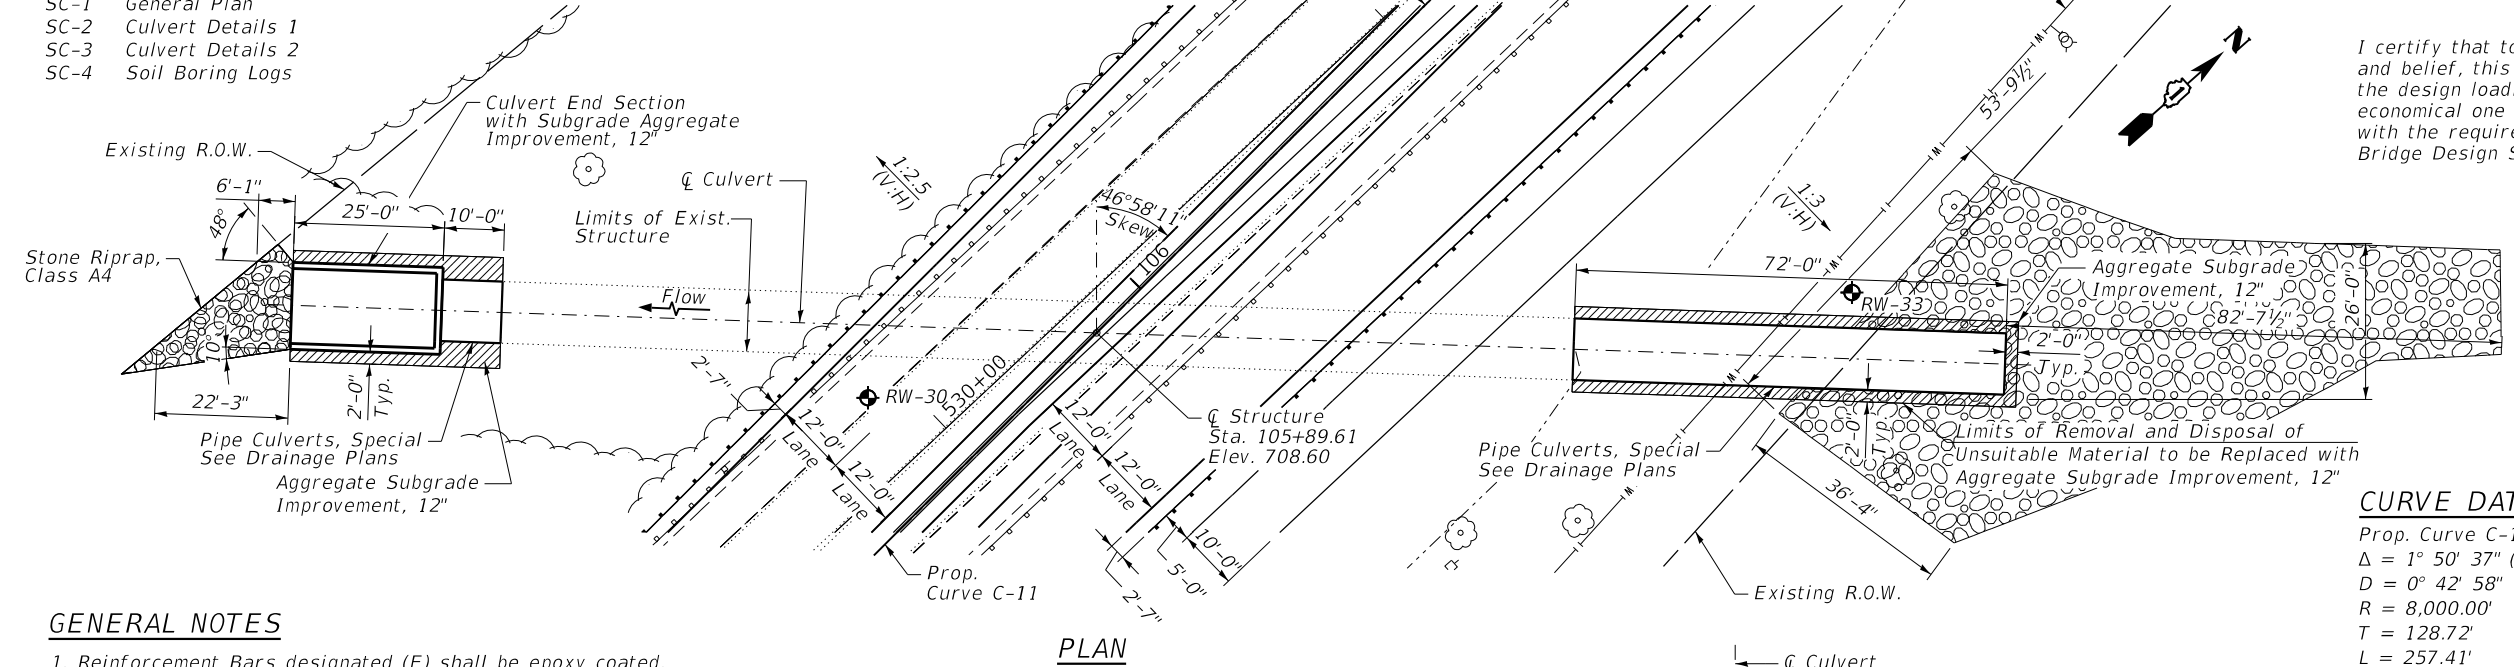 SC-1 General Plan
SC-2 Culvert Details 1
SC-3 Culvert Details 2
SC-4 Soil Boring Logs
Existing R.O.W.
Culvert End Section
with Subgrade Aggregate
Improvement, 12"
℄ Culvert
Limits of Exist.
Structure
6'-1"
48°
25'-0"
10'-0"
Stone Riprap,
Class A4
10°
22'-3"
2'-0"
Typ.
Pipe Culverts, Special
See Drainage Plans
Aggregate Subgrade
Improvement, 12"
Flow
1:2.5
(V:H)
46°58'11"
Skew
106
530+00
RW-30
2'-7"
12'-0"
Lane
12'-0"
Lane
12'-0"
Lane
12'-0"
Lane
10'-0"
5'-0"
2'-7"
Prop.
Curve C-11
℄ Structure
Sta. 105+89.61
Elev. 708.60
53'-9½"
W
W
W
W
W
N
1:3
(V:H)
72'-0"
RW-33
Aggregate Subgrade
Improvement, 12"
82'-7½"
26'-0"
2'-0"
Typ.
2'-0"
Typ.
Pipe Culverts, Special
See Drainage Plans
Limits of Removal and Disposal of
Unsuitable Material to be Replaced with
Aggregate Subgrade Improvement, 12"
36'-4"
Existing R.O.W.
I certify that to
and belief, this
the design load
economical one
with the require
Bridge Design S
CURVE DAT
Prop. Curve C-1
Δ = 1° 50' 37" (
D = 0° 42' 58"
R = 8,000.00'
T = 128.72'
L = 257.41'
GENERAL NOTES
1. Reinforcement Bars designated (E) shall be epoxy coated.
PLAN
℄ Culvert